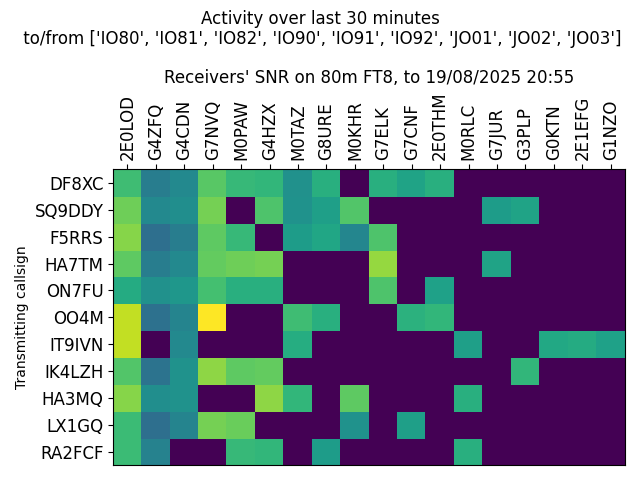 Activity over last 30 minutes
to/from ['IO80', 'IO81', 'IO82', 'IO90', 'IO91', 'IO92', 'JO01', 'JO02', 'JO03']
Receivers' SNR on 80m FT8, to 19/08/2025 20:55
2E0LOD
G4ZFQ
G4CDN
G7NVQ
M0PAW
G4HZX
M0TAZ
G8URE
M0KHR
G7ELK
G7CNF
2E0THM
M0RLC
G7JUR
G3PLP
G0KTN
2E1EFG
G1NZO
Transmitting callsign
DF8XC
SQ9DDY
F5RRS
HA7TM
ON7FU
OO4M
IT9IVN
IK4LZH
HA3MQ
LX1GQ
RA2FCF